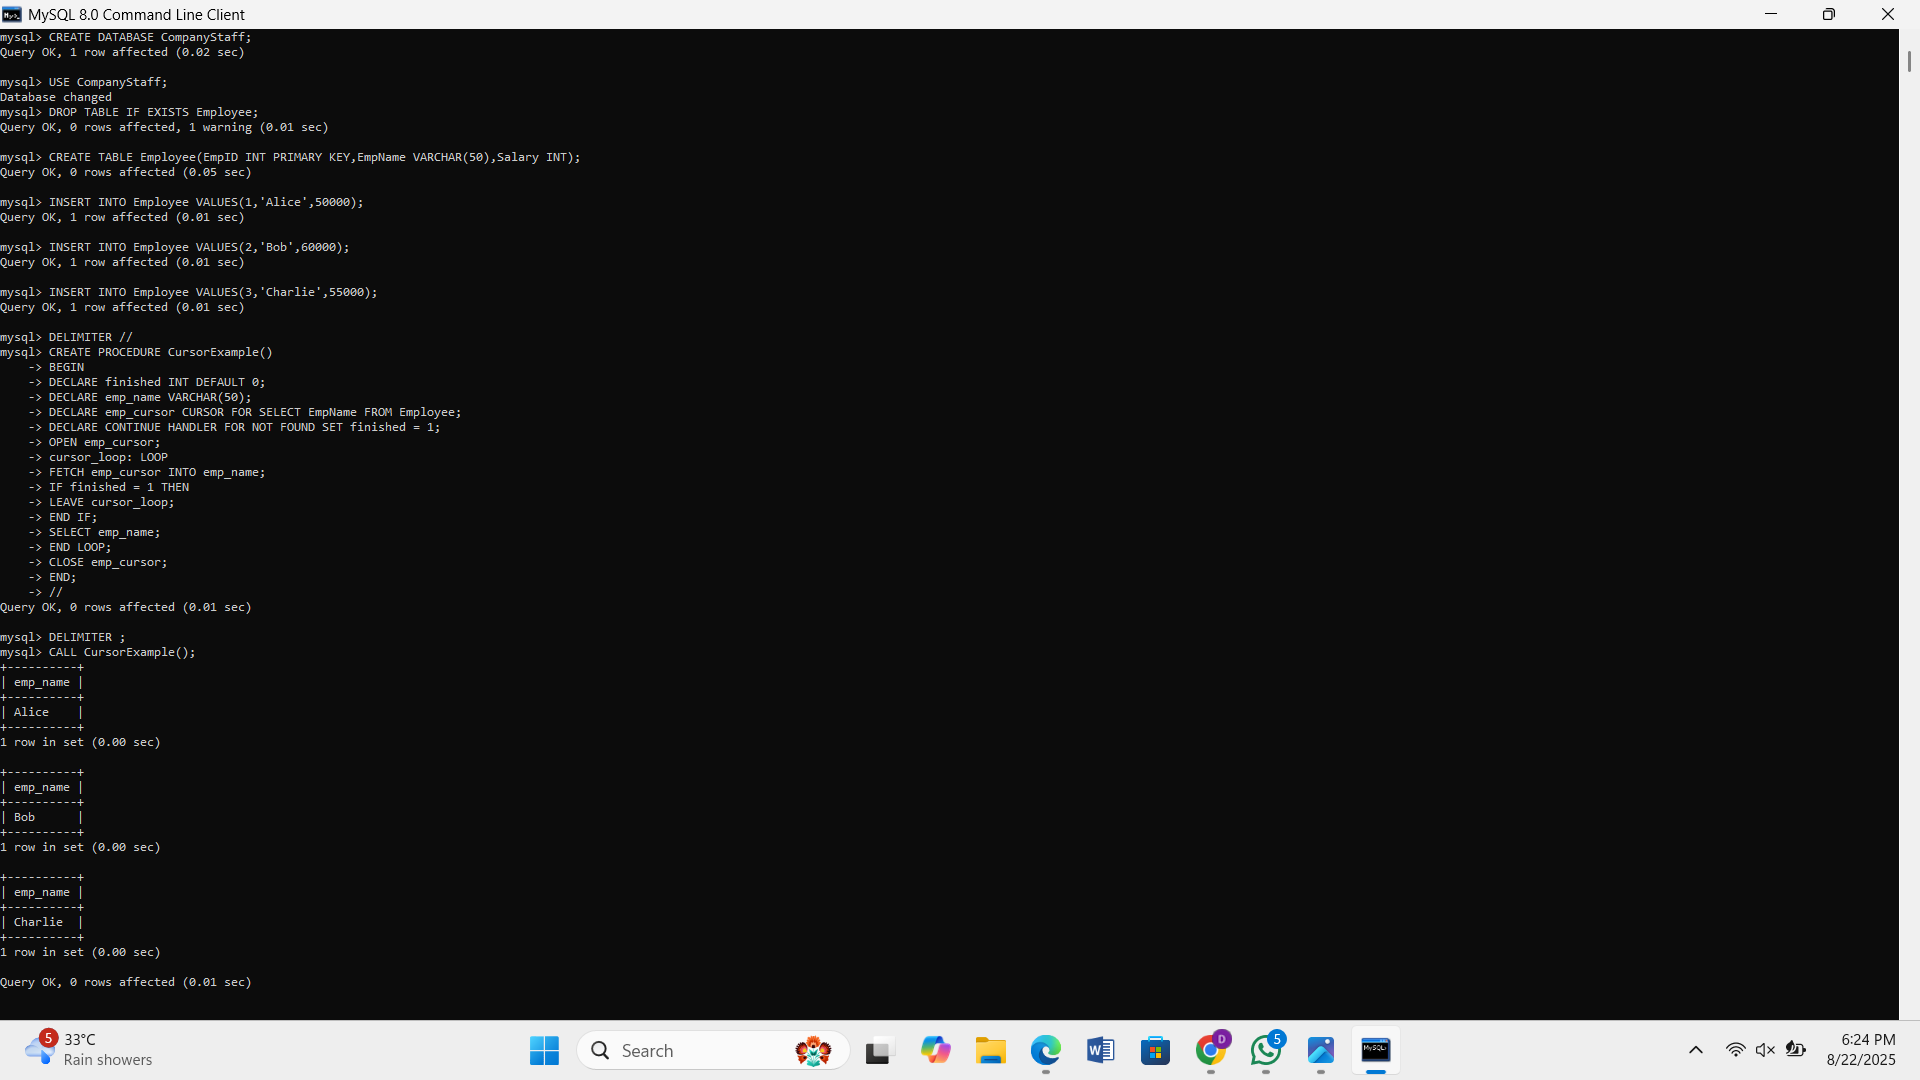 MySQL 8.0 Command Line Client
mysql> CREATE DATABASE CompanyStaff;
Query OK, 1 row affected (0.02 sec)
mysql> USE CompanyStaff;
Database changed
mysql> DROP TABLE IF EXISTS Employee;
Query OK, 0 rows affected, 1 warning (0.01 sec)
mysql> CREATE TABLE Employee(EmpID INT PRIMARY KEY,EmpName VARCHAR(50),Salary INT);
Query OK, 0 rows affected (0.05 sec)
mysql> INSERT INTO Employee VALUES(1,'Alice',50000);
Query OK, 1 row affected (0.01 sec)
mysql> INSERT INTO Employee VALUES(2,'Bob',60000);
Query OK, 1 row affected (0.01 sec)
mysql> INSERT INTO Employee VALUES(3,'Charlie',55000);
Query OK, 1 row affected (0.01 sec)
mysql> DELIMITER //
mysql> CREATE PROCEDURE CursorExample()
    -> BEGIN
    -> DECLARE finished INT DEFAULT 0;
    -> DECLARE emp_name VARCHAR(50);
    -> DECLARE emp_cursor CURSOR FOR SELECT EmpName FROM Employee;
    -> DECLARE CONTINUE HANDLER FOR NOT FOUND SET finished = 1;
    -> OPEN emp_cursor;
    -> cursor_loop: LOOP
    -> FETCH emp_cursor INTO emp_name;
    -> IF finished = 1 THEN
    -> LEAVE cursor_loop;
    -> END IF;
    -> SELECT emp_name;
    -> END LOOP;
    -> CLOSE emp_cursor;
    -> END;
    -> //
Query OK, 0 rows affected (0.01 sec)
mysql> DELIMITER ;
mysql> CALL CursorExample();
+----------+
| emp_name |
+----------+
| Alice    |
+----------+
1 row in set (0.00 sec)
+----------+
| emp_name |
+----------+
| Bob      |
+----------+
1 row in set (0.00 sec)
+----------+
| emp_name |
+----------+
| Charlie  |
+----------+
1 row in set (0.00 sec)
Query OK, 0 rows affected (0.01 sec)
5
33°C
Rain showers
Search
W
D
5
MySQL
6:24 PM
8/22/2025